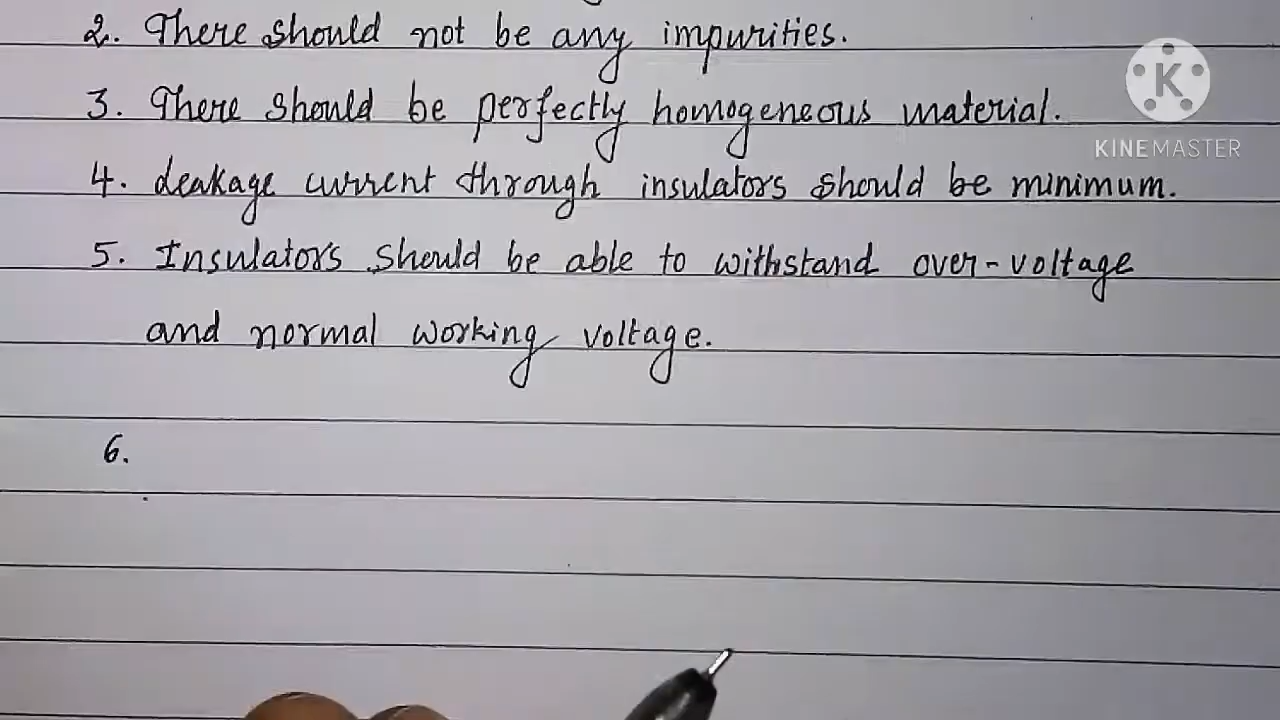 2. There should not be any impurities.
K
3. There should be perfectly homogeneous material.
KINEMASTER
4. Leakage current through insulators should be minimum.
5. Insulators should be able to withstand over-voltage
and normal working voltage.
6.